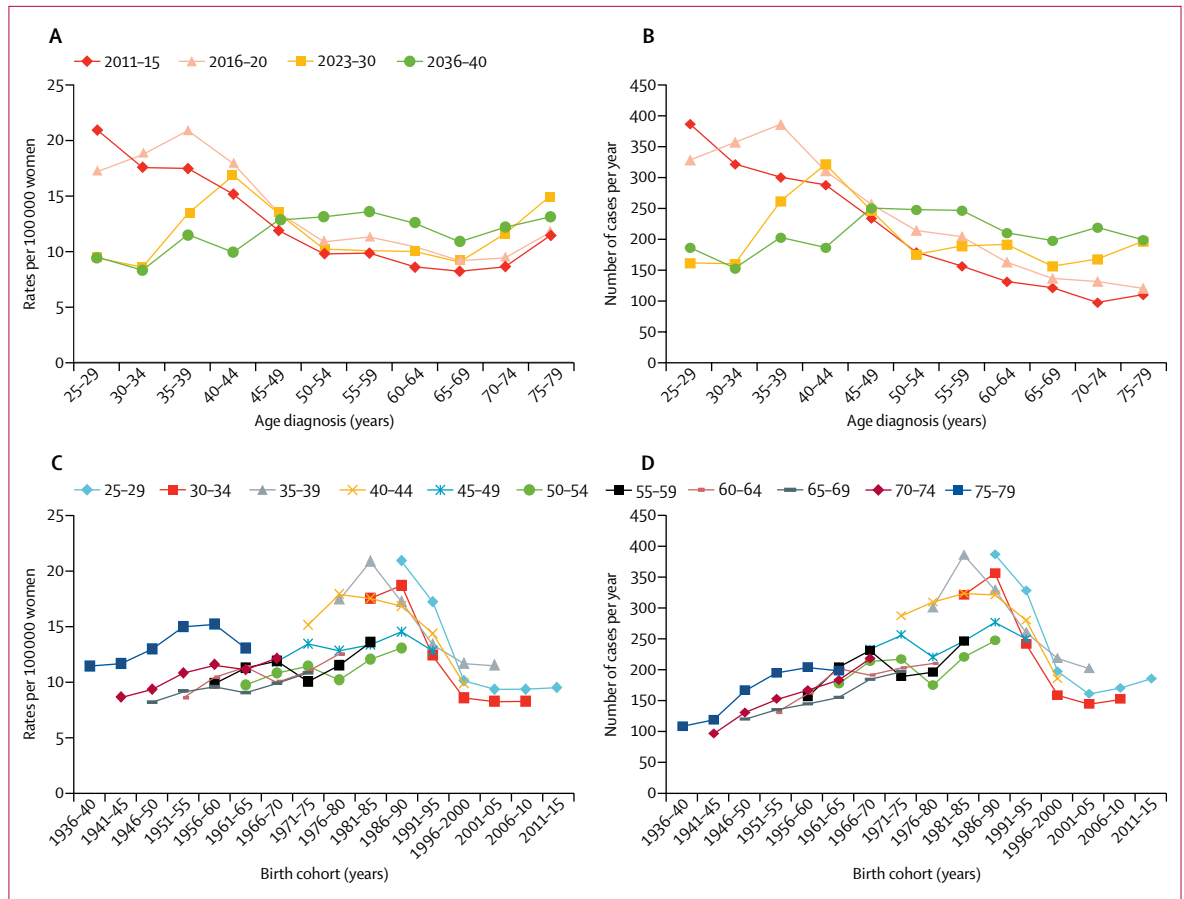 A
2011–15 2016–20 2023–30 2036–40
25
20
15
10
5
0
Rates per 100 000 women
25–29 30–34 35–39 40–44 45–49 50–54 55–59 60–64 65–69 70–74 75–79
Age diagnosis (years)
B
450
400
350
300
250
200
150
100
50
0
Number of cases per year
25–29 30–34 35–39 40–44 45–49 50–54 55–59 60–64 65–69 70–74 75–79
Age diagnosis (years)
C
D
25–29 30–34 35–39 40–44 45–49 50–54 55–59 60–64 65–69 70–74 75–79
25
20
15
10
5
0
Rates per 100 000 women
1936–40 1941–45 1946–50 1951–55 1956–60 1961–65 1966–70 1971–75 1976–80 1981–85 1986–90 1991–95 1996–2000 2001–05 2006–10 2011–15
Birth cohort (years)
450
400
350
300
250
200
150
100
50
0
Number of cases per year
1936–40 1941–45 1946–50 1951–55 1956–60 1961–65 1966–70 1971–75 1976–80 1981–85 1986–90 1991–95 1996–2000 2001–05 2006–10 2011–15
Birth cohort (years)